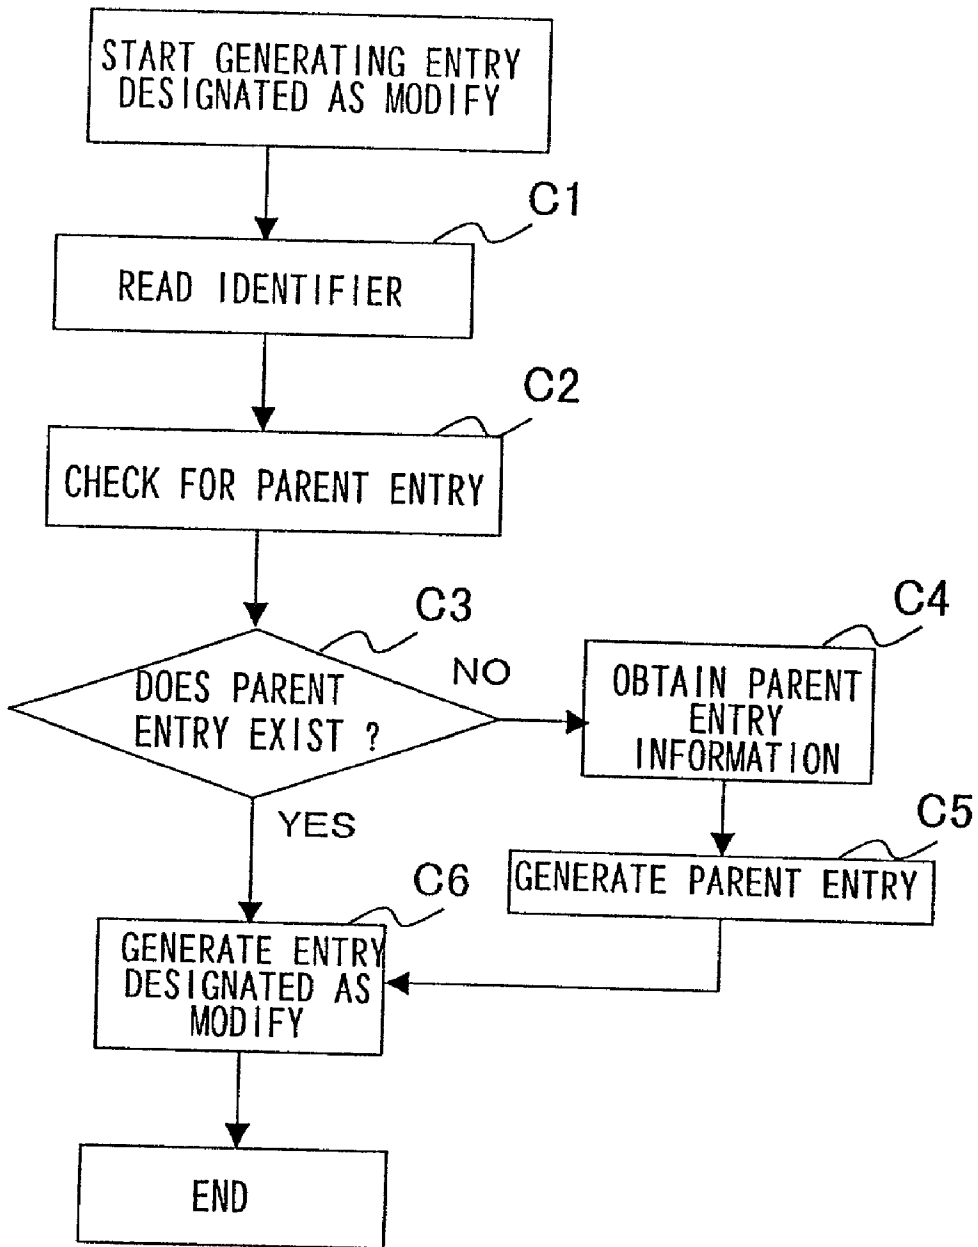 START GENERATING ENTRY
DESIGNATED AS MODIFY
C1
READ IDENTIFIER
C2
CHECK FOR PARENT ENTRY
C3
DOES PARENT
ENTRY EXIST ?
NO
C4
OBTAIN PARENT
ENTRY
INFORMATION
YES
C5
GENERATE PARENT ENTRY
C6
GENERATE ENTRY
DESIGNATED AS
MODIFY
END